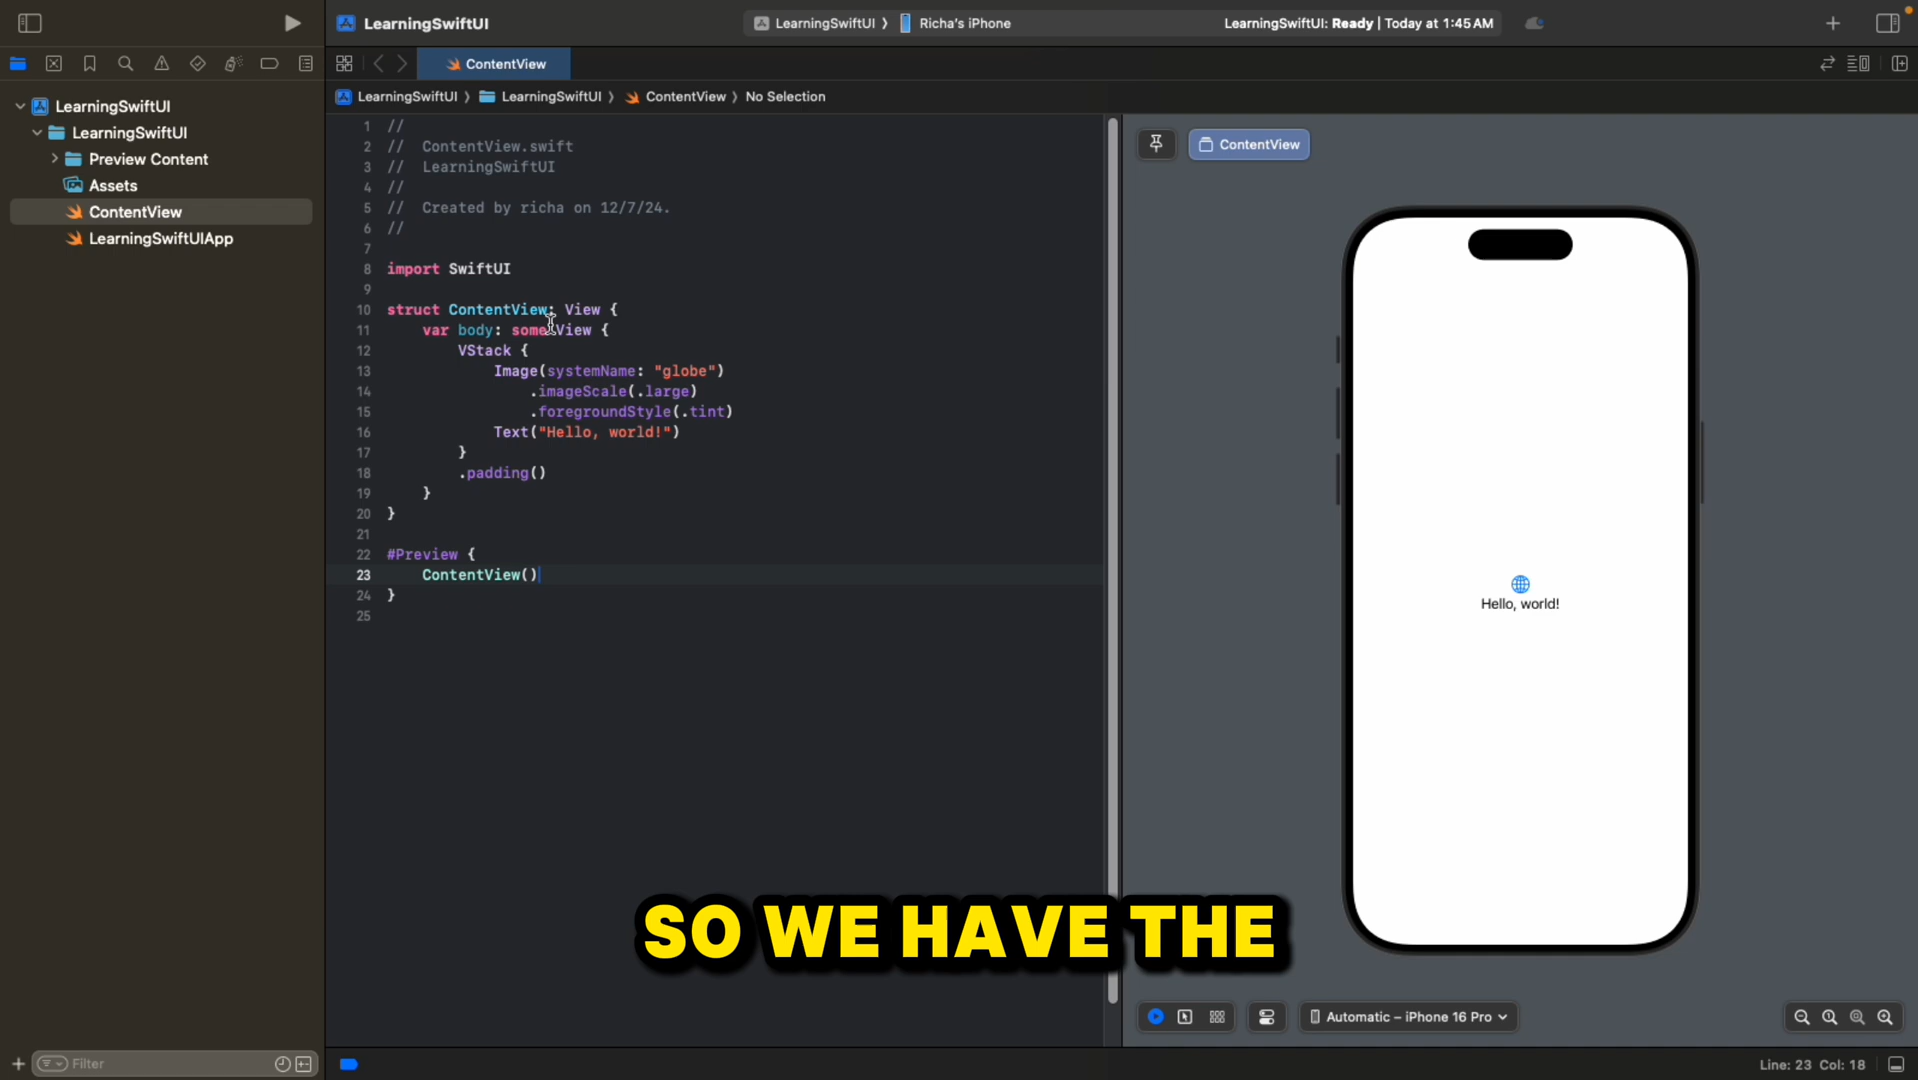 LearningSwiftUI
LearningSwiftUI 〉 Richa's iPhone
LearningSwiftUI: Ready | Today at 1:45 AM
ContentView
LearningSwiftUI 〉 LearningSwiftUI 〉 ContentView 〉 No Selection
LearningSwiftUI
LearningSwiftUI
Preview Content
Assets
ContentView
LearningSwiftUIApp
1 //
2 //  ContentView.swift
3 //  LearningSwiftUI
4 //
5 //  Created by richa on 12/7/24.
6 //
7
8 import SwiftUI
9
10 struct ContentView: View {
11     var body: some View {
12         VStack {
13             Image(systemName: "globe")
14                 .imageScale(.large)
15                 .foregroundStyle(.tint)
16             Text("Hello, world!")
17         }
18         .padding()
19     }
20 }
21
22 #Preview {
23     ContentView()
24 }
25
ContentView
Hello, world!
SO WE HAVE THE
Automatic – iPhone 16 Pro
Filter
Line: 23 Col: 18